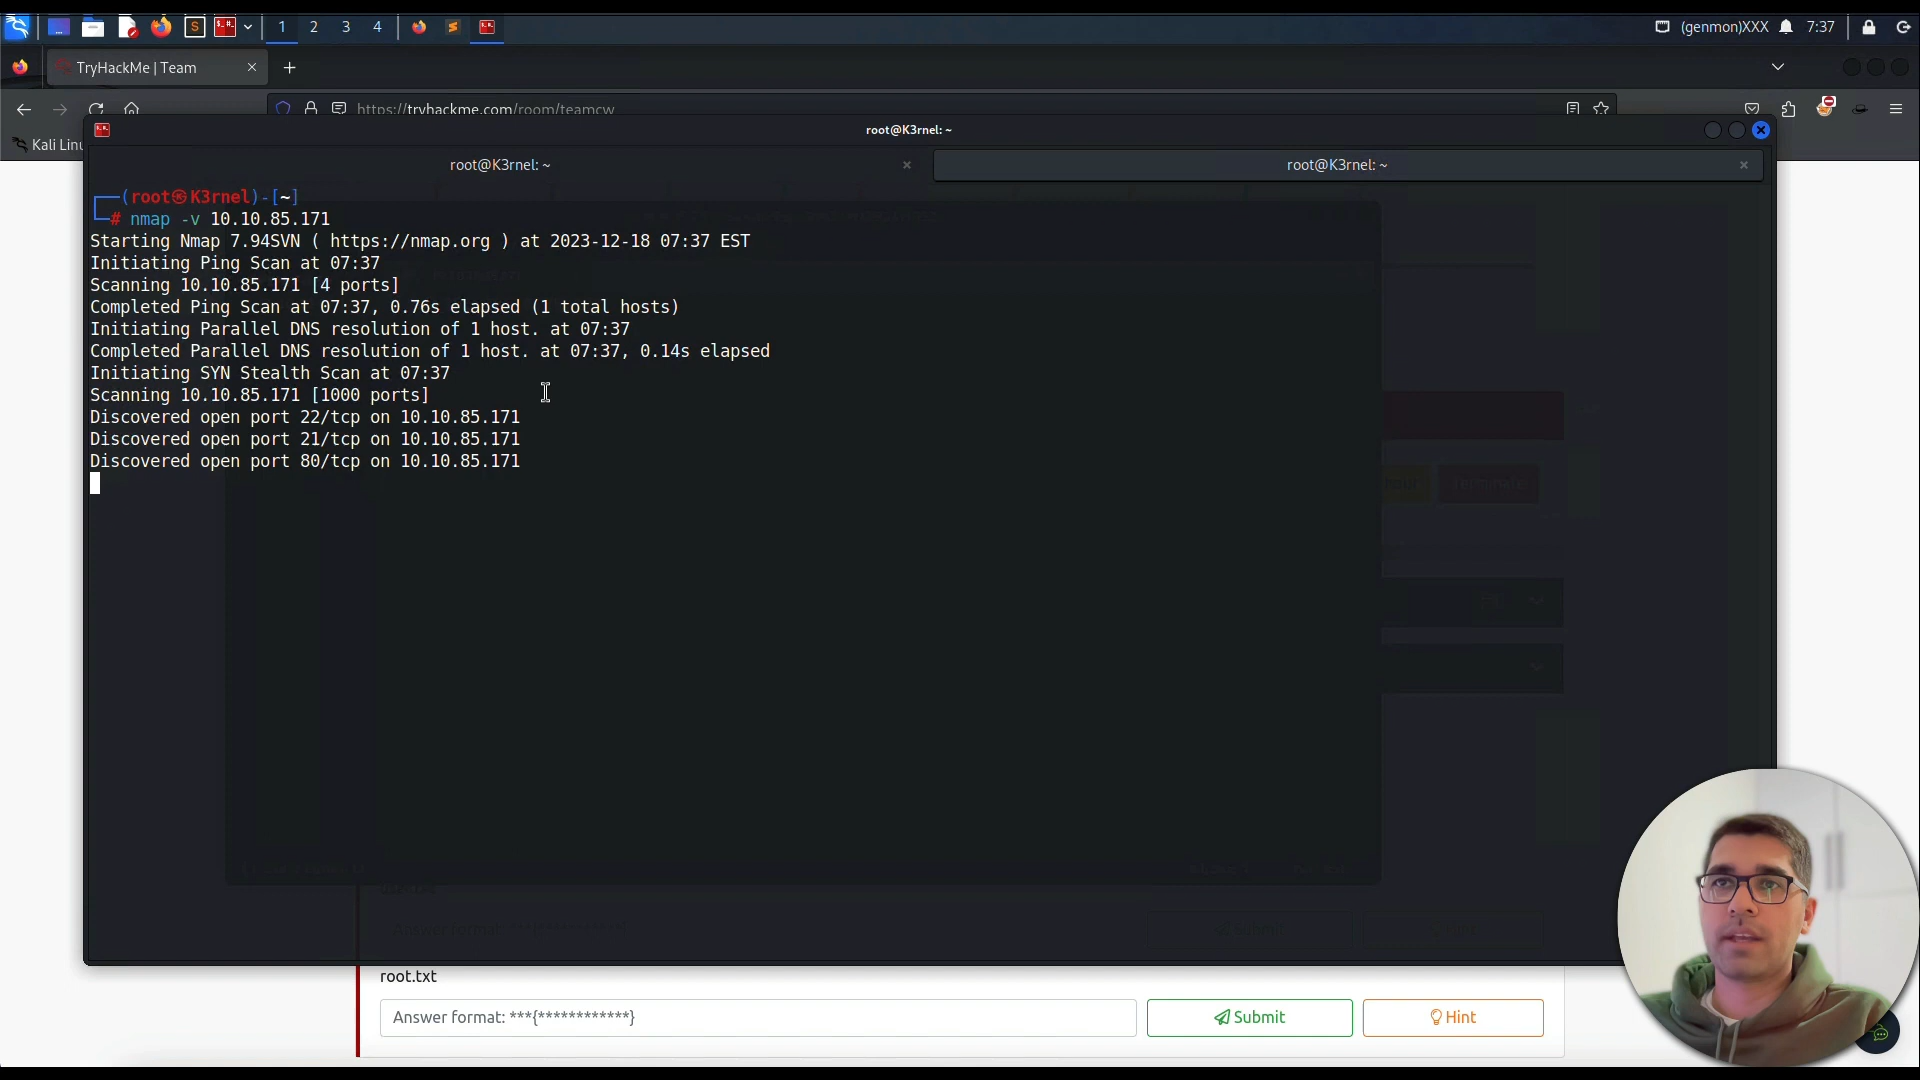 1 2 3 4 (genmon)XXX 7:37
TryHackMe | Team
https://tryhackme.com/room/teamcw
Kali Linu
root@K3rnel: ~
root@K3rnel: ~ root@K3rnel: ~
(root㉿K3rnel)-[~]
# nmap -v 10.10.85.171
Starting Nmap 7.94SVN ( https://nmap.org ) at 2023-12-18 07:37 EST
Initiating Ping Scan at 07:37
Scanning 10.10.85.171 [4 ports]
Completed Ping Scan at 07:37, 0.76s elapsed (1 total hosts)
Initiating Parallel DNS resolution of 1 host. at 07:37
Completed Parallel DNS resolution of 1 host. at 07:37, 0.14s elapsed
Initiating SYN Stealth Scan at 07:37
Scanning 10.10.85.171 [1000 ports]
Discovered open port 22/tcp on 10.10.85.171
Discovered open port 21/tcp on 10.10.85.171
Discovered open port 80/tcp on 10.10.85.171
Terminate
root.txt
Answer format: ***{************} Submit Hint